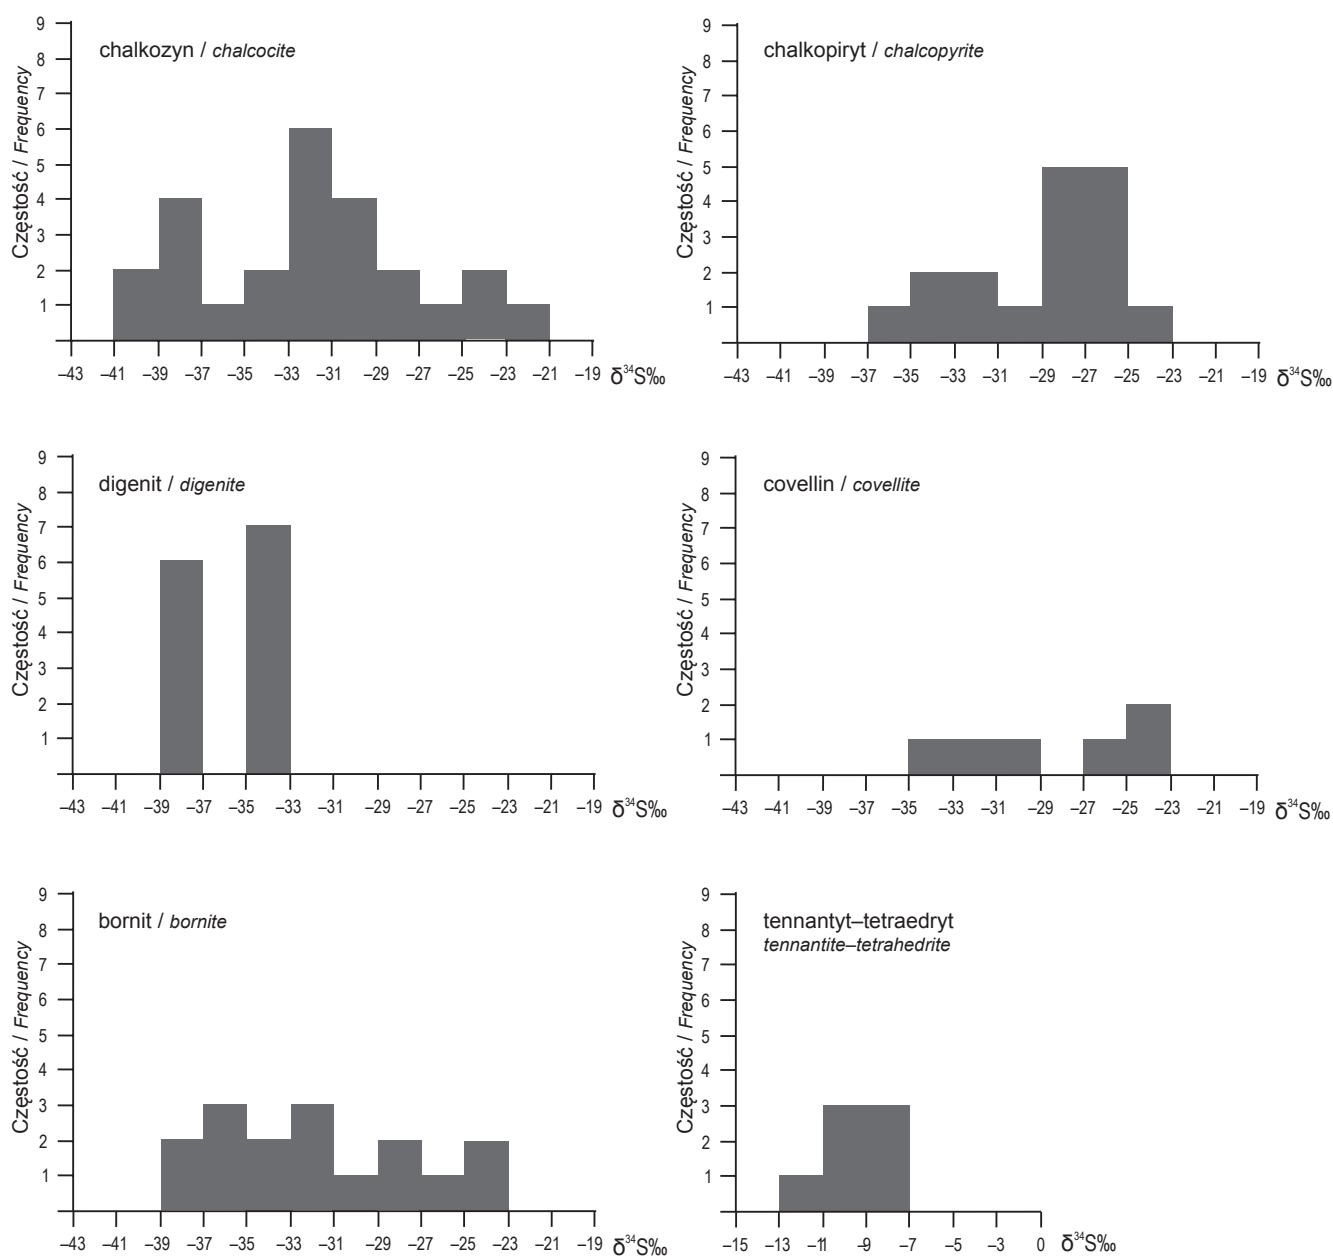 chalkozyn / chalcocite
Częstość / Frequency
9
8
7
6
5
4
3
2
1
–43 –41 –39 –37 –35 –33 –31 –29 –27 –25 –23 –21 –19 δ³⁴S‰
chalkopiryt / chalcopyrite
Częstość / Frequency
9
8
7
6
5
4
3
2
1
–43 –41 –39 –37 –35 –33 –31 –29 –27 –25 –23 –21 –19 δ³⁴S‰
digenit / digenite
Częstość / Frequency
9
8
7
6
5
4
3
2
1
–43 –41 –39 –37 –35 –33 –31 –29 –27 –25 –23 –21 –19 δ³⁴S‰
covellin / covellite
Częstość / Frequency
9
8
7
6
5
4
3
2
1
–43 –41 –39 –37 –35 –33 –31 –29 –27 –25 –23 –21 –19 δ³⁴S‰
bornit / bornite
Częstość / Frequency
9
8
7
6
5
4
3
2
1
–43 –41 –39 –37 –35 –33 –31 –29 –27 –25 –23 –21 –19 δ³⁴S‰
tennantyt–tetraedryt
tennantite–tetrahedrite
Częstość / Frequency
9
8
7
6
5
4
3
2
1
–15 –13 –11 –9 –7 –5 –3 0 δ³⁴S‰